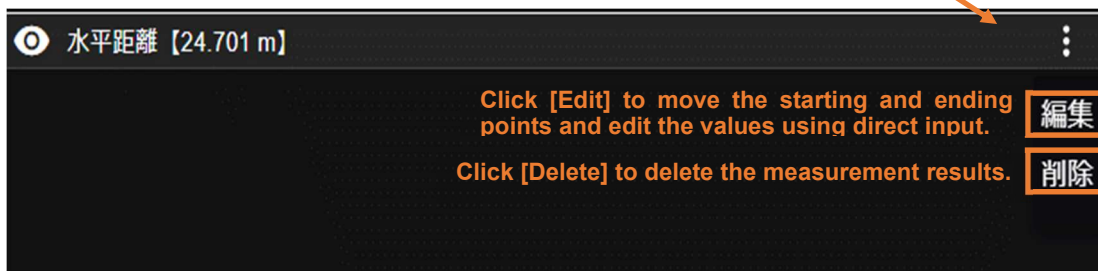 水平距離【24.701 m】
Click [Edit] to move the starting and ending
points and edit the values using direct input.
編集
Click [Delete] to delete the measurement results.
削除